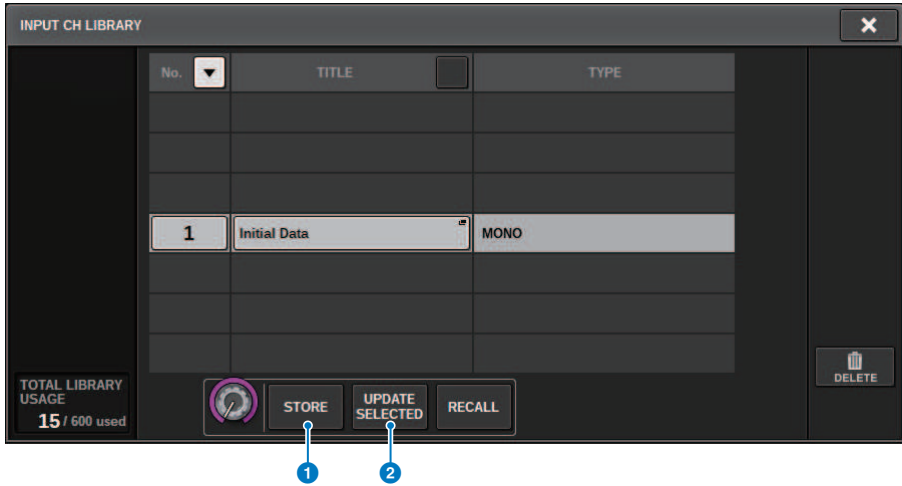 INPUT CH LIBRARY
No. TITLE TYPE
1 Initial Data MONO
TOTAL LIBRARY
USAGE
15 / 600 used
STORE
UPDATE
SELECTED
RECALL
DELETE
1 2